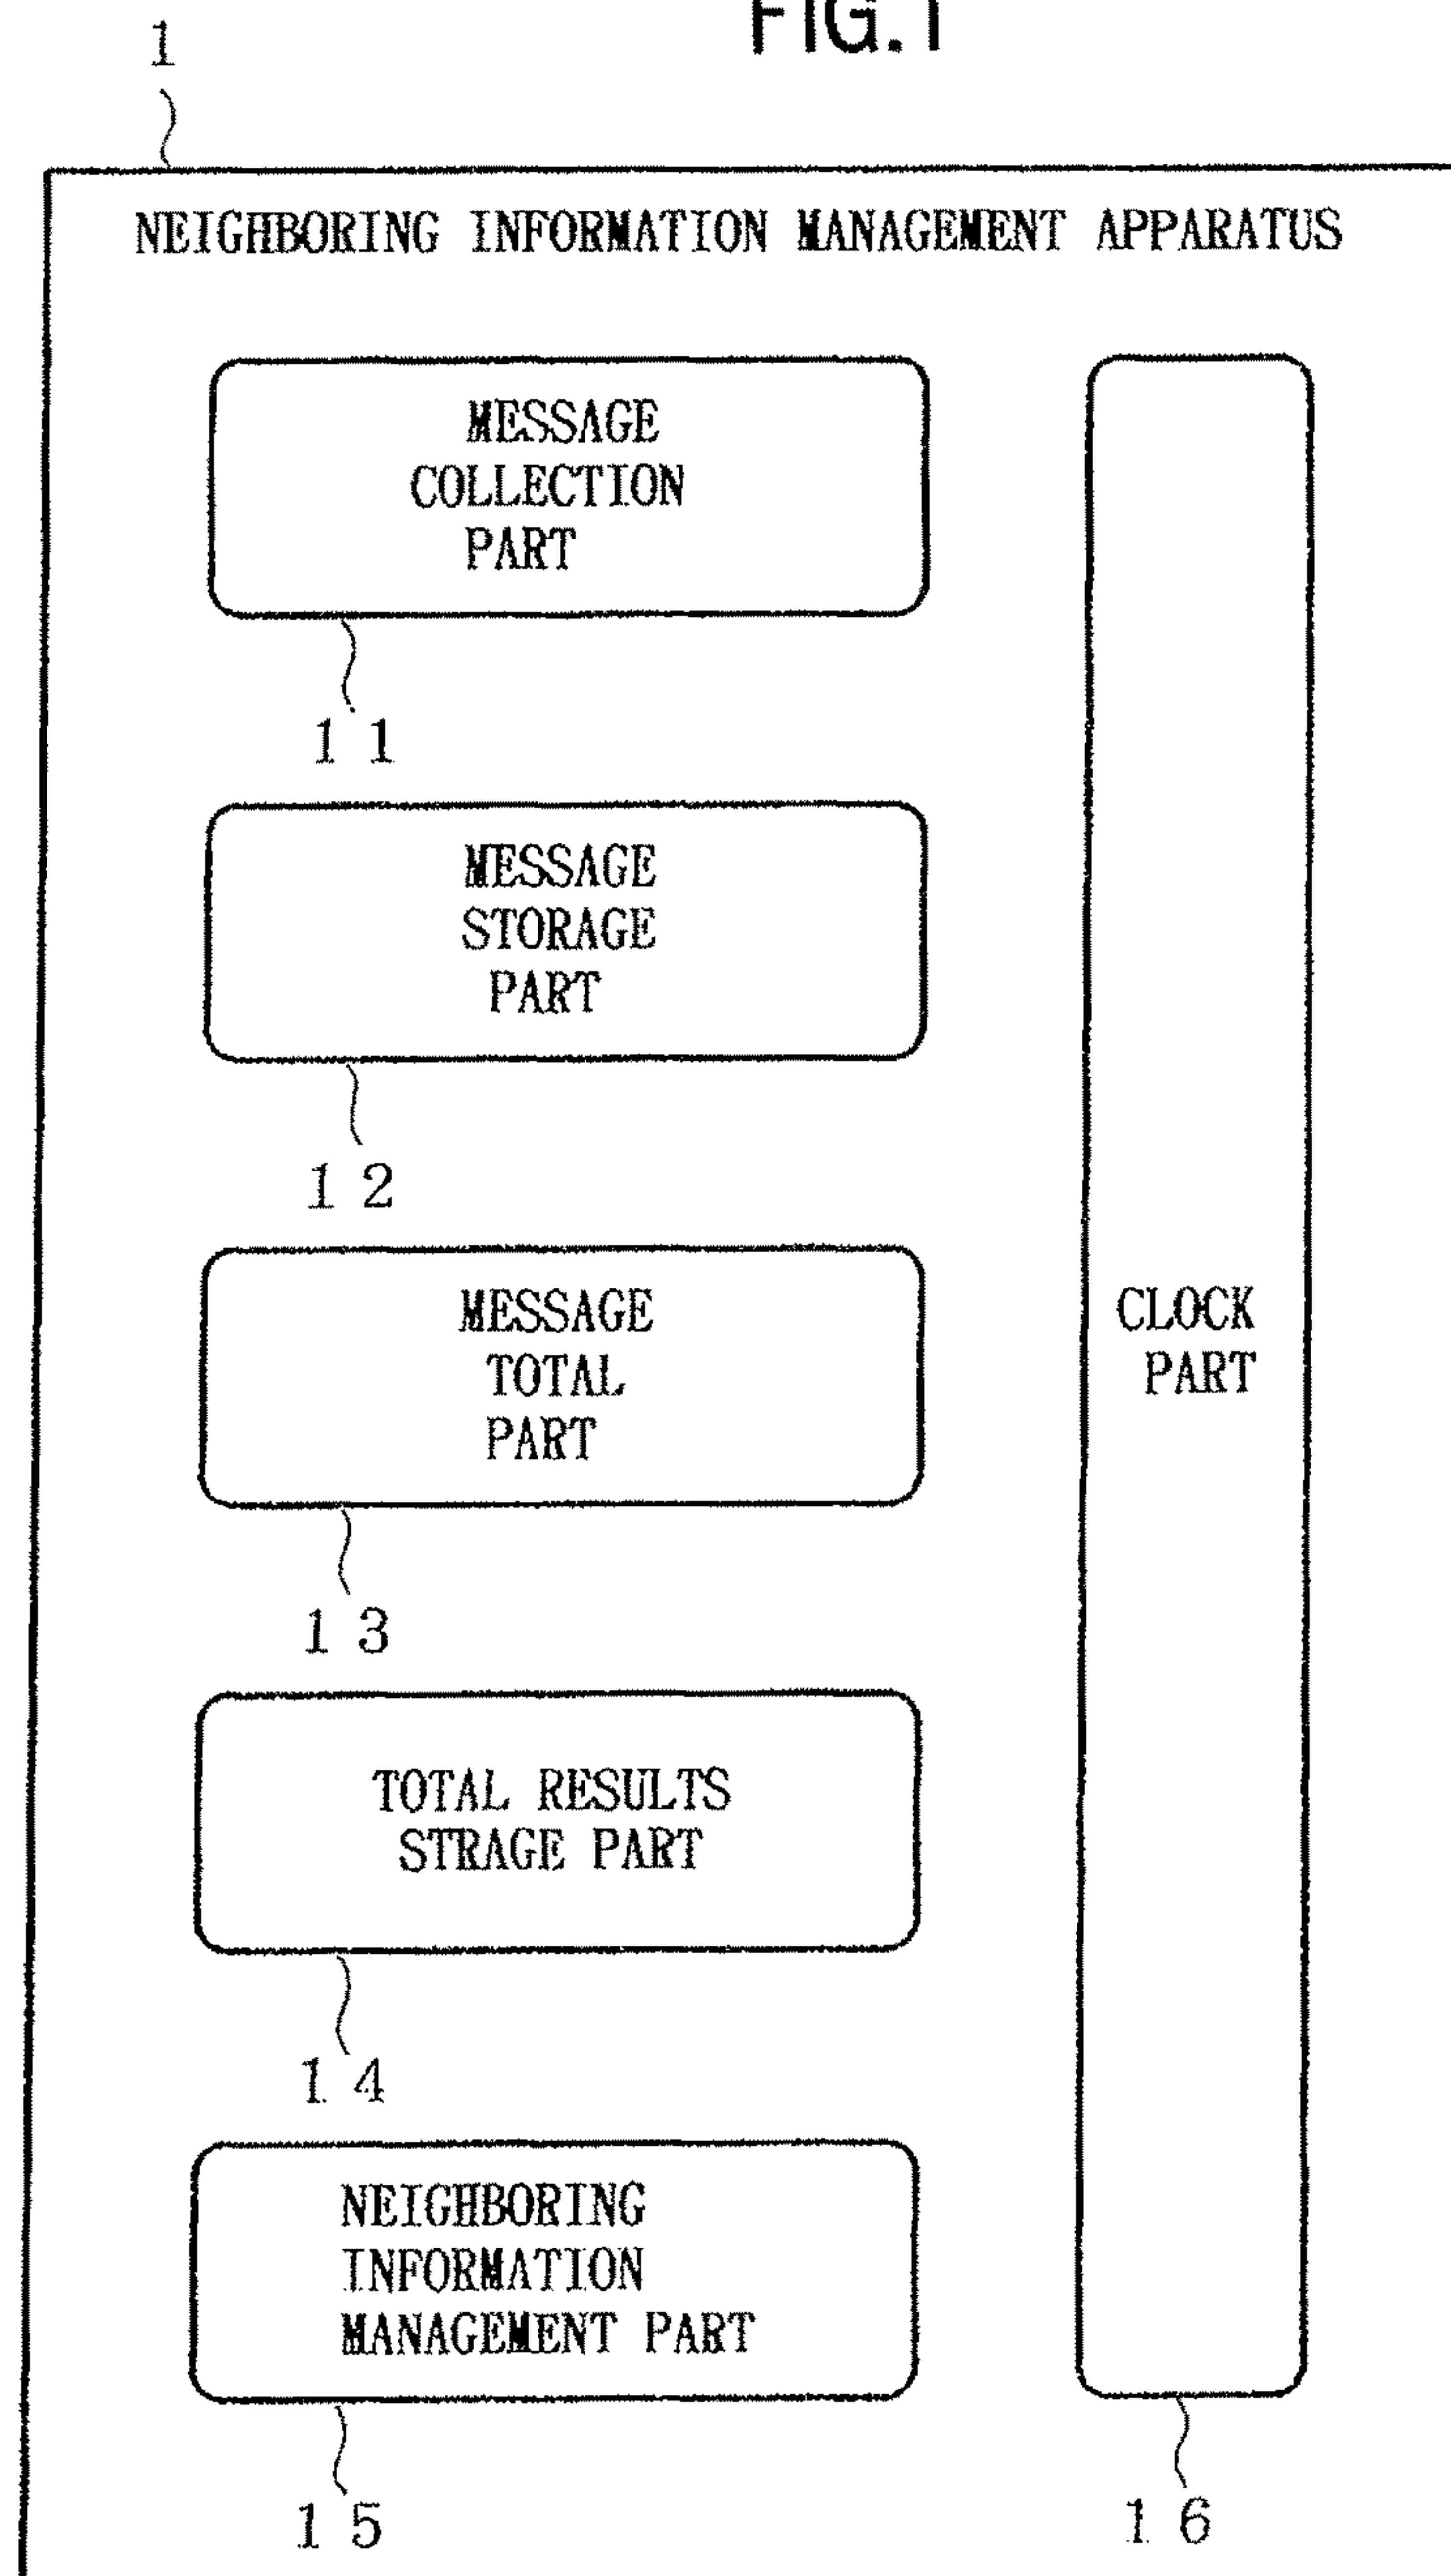 FIG.1
1
NEIGHBORING INFORMATION MANAGEMENT APPARATUS
MESSAGE
COLLECTION
PART
11
MESSAGE
STORAGE
PART
12
MESSAGE
TOTAL
PART
13
TOTAL RESULTS
STRAGE PART
14
NEIGHBORING
INFORMATION
MANAGEMENT PART
15
CLOCK
PART
16